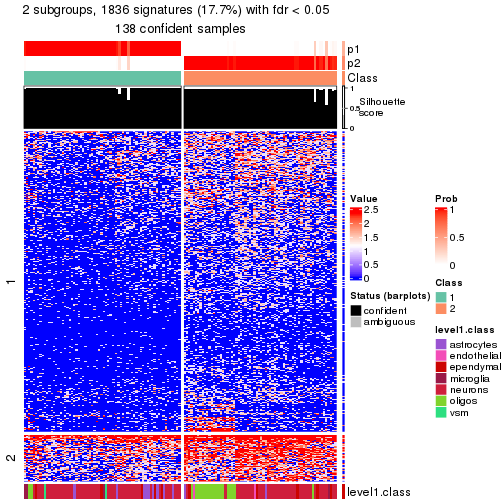 2 subgroups, 1836 signatures (17.7%) with fdr < 0.05
138 confident samples
p1
p2
Class
1
0.5
0
Silhouette
score
1
2
level1.class
Value
2.5
2
1.5
1
0.5
0
Prob
1
0.5
0
Status (barplots)
confident
ambiguous
Class
1
2
level1.class
astrocytes
endothelial
ependymal
microglia
neurons
oligos
vsm